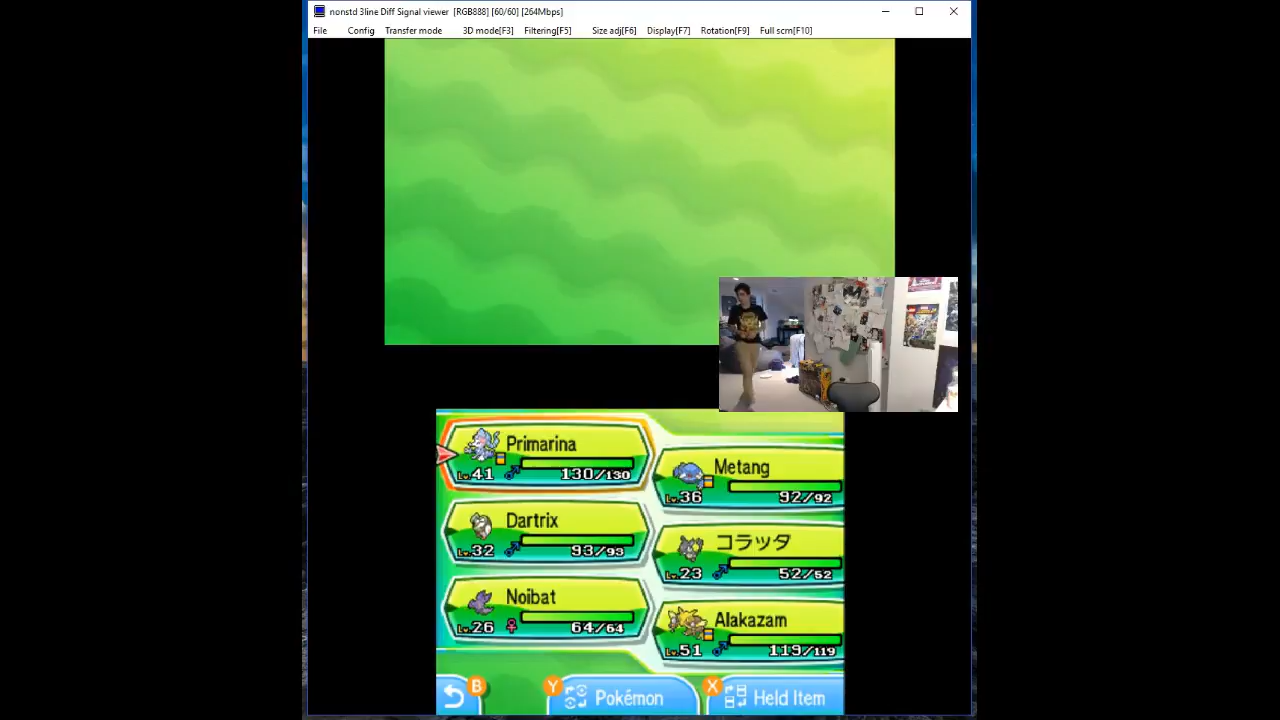 nonstd 3line Diff Signal viewer [RGB888] [60/60] [264Mbps]
File Config Transfer mode 3D mode[F3] Filtering[F5] Size adj[F6] Display[F7] Rotation[F9] Full scrn[F10]
Primarina
Lv.41 130/130
Metang
Lv.36 92/92
Dartrix
Lv.32 93/93
コラッタ
Lv.23 52/52
Noibat
Lv.26 64/64
Alakazam
Lv.51 119/119
B Y Pokémon X Held Item